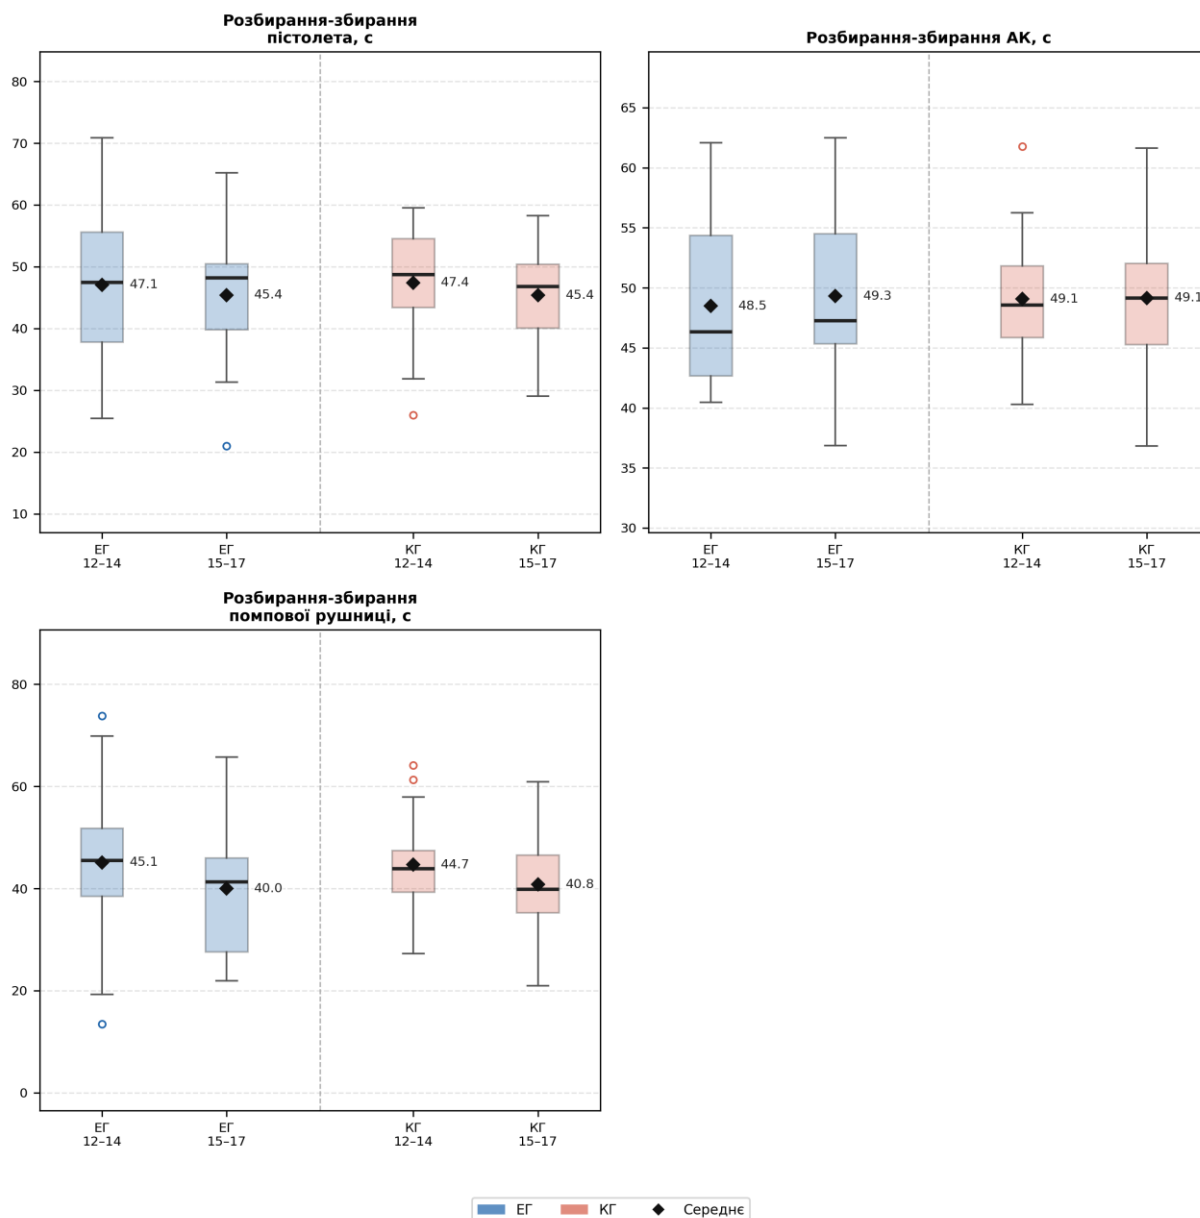 Розбирання-збирання
пістолета, с
80
70
60
50
40
30
20
10
47.1
45.4
47.4
45.4
ЕГ
12–14
ЕГ
15–17
КГ
12–14
КГ
15–17
Розбирання-збирання АК, с
65
60
55
50
45
40
35
30
48.5
49.3
49.1
49.1
ЕГ
12–14
ЕГ
15–17
КГ
12–14
КГ
15–17
Розбирання-збирання
помпової рушниці, с
80
60
40
20
0
45.1
40.0
44.7
40.8
ЕГ
12–14
ЕГ
15–17
КГ
12–14
КГ
15–17
ЕГ КГ Середнє